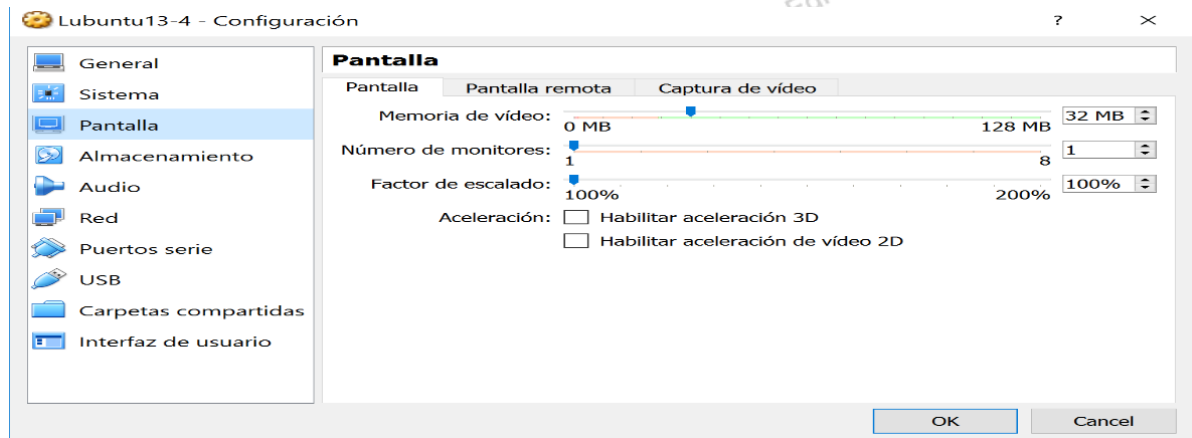 Lubuntu13-4 - Configuración ? ×
General
Sistema
Pantalla
Almacenamiento
Audio
Red
Puertos serie
USB
Carpetas compartidas
Interfaz de usuario
Pantalla
Pantalla Pantalla remota Captura de vídeo
Memoria de vídeo: 32 MB
0 MB 128 MB
Número de monitores: 1
1 8
Factor de escalado: 100%
100% 200%
Aceleración: Habilitar aceleración 3D
Habilitar aceleración de vídeo 2D
OK Cancel